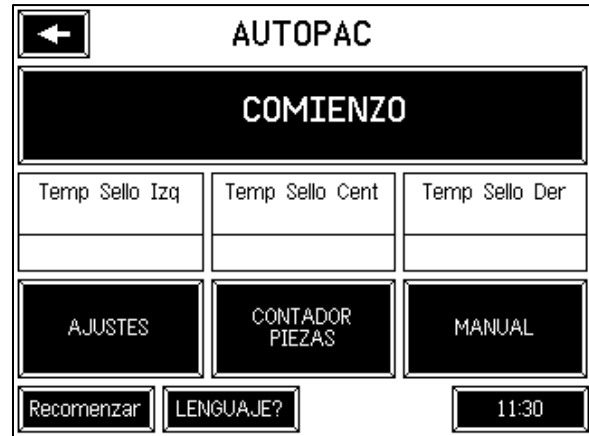 AUTOPAC
COMIENZO
Temp Sello Izq
Temp Sello Cent
Temp Sello Der
AJUSTES
CONTADOR
PIEZAS
MANUAL
Recomenzar
LENGUAJE?
11:30